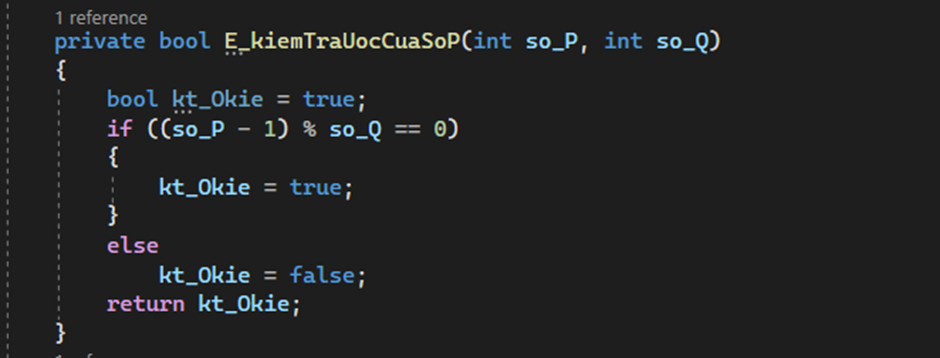 1 reference
private bool E_kiemTraUocCuaSoP(int so_P, int so_Q)
{
bool kt_Okie = true;
if ((so_P - 1) % so_Q == 0)
{
kt_Okie = true;
}
else
kt_Okie = false;
return kt_Okie;
}